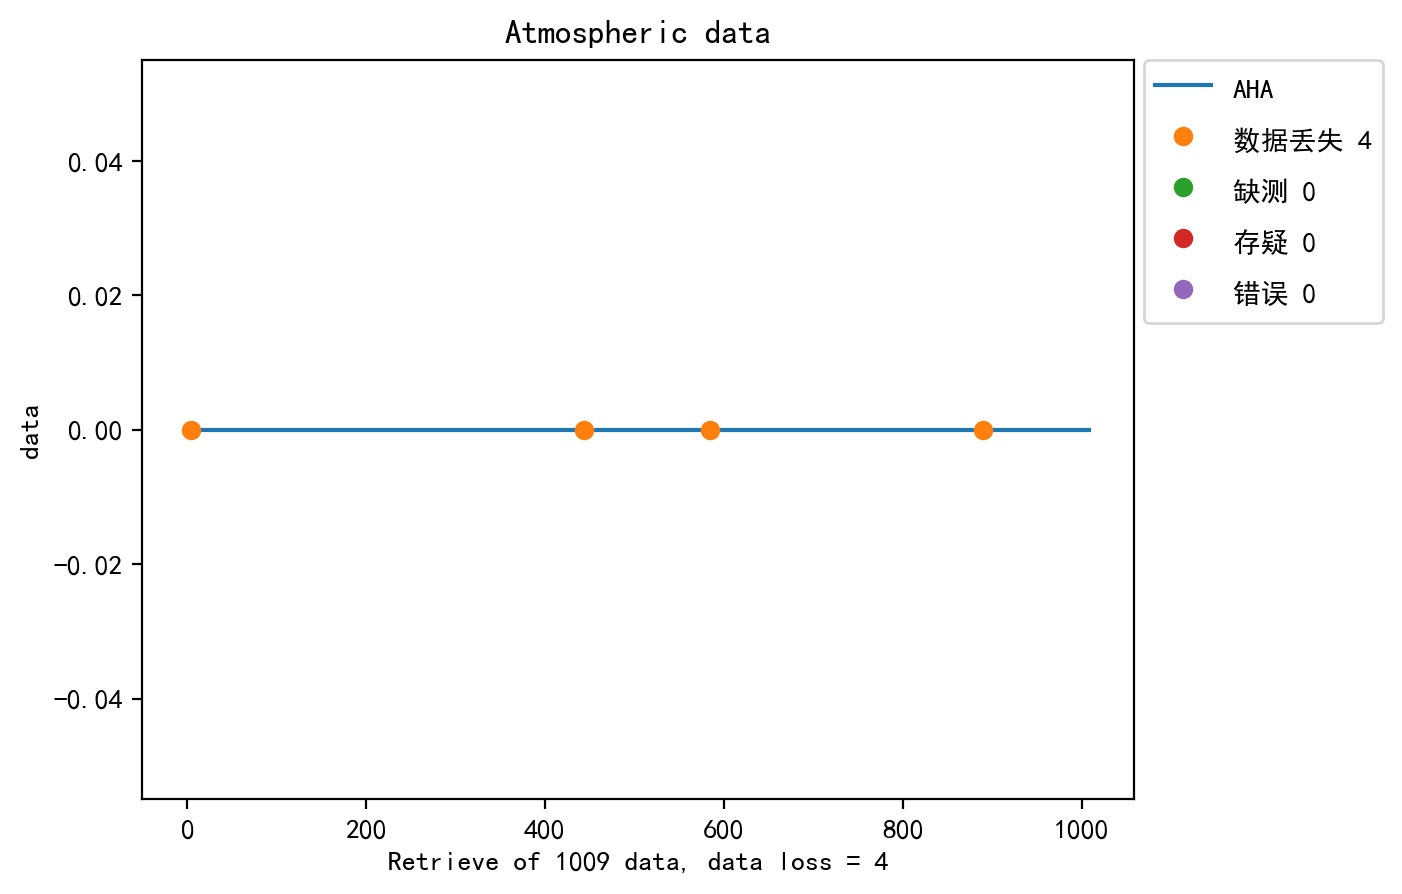 Atmospheric data
AHA
数据丢失 4
缺测 0
存疑 0
错误 0
data
0.04
0.02
0.00
−0.02
−0.04
0
200
400
600
800
1000
Retrieve of 1009 data, data loss = 4